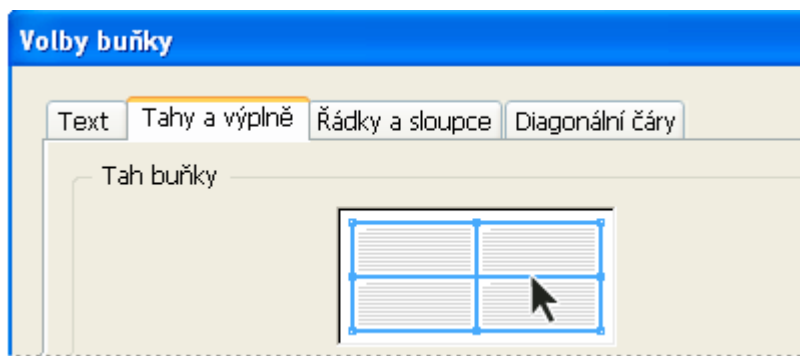 Volby buňky
Text Tahy a výplně Řádky a sloupce Diagonální čáry
Tah buňky